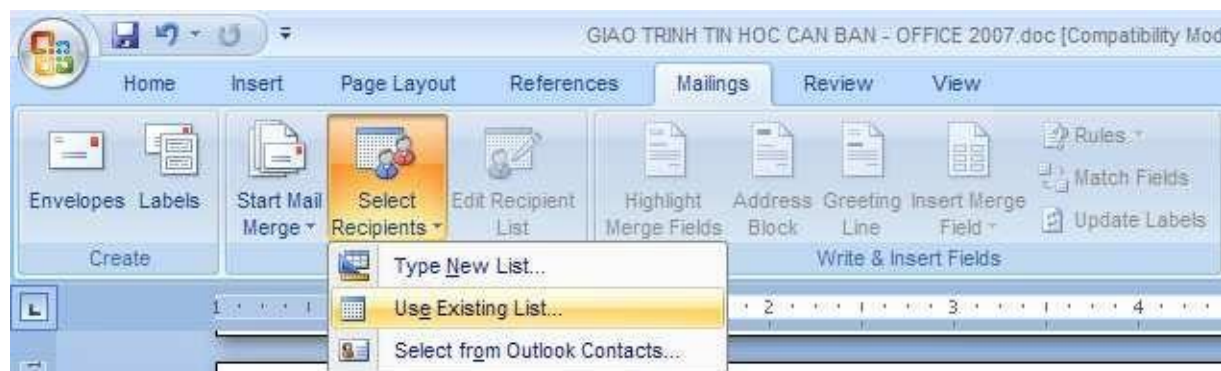 GIAO TRINH TIN HOC CAN BAN - OFFICE 2007.doc [Compatibility Mod
Home Insert Page Layout References Mailings Review View
Envelopes Labels Start Mail Merge Select Recipients Edit Recipient List Highlight Merge Fields Address Block Greeting Line Insert Merge Field
Rules
Match Fields
Update Labels
Create Write & Insert Fields
Type New List...
Use Existing List...
Select from Outlook Contacts...
1 2 3 4